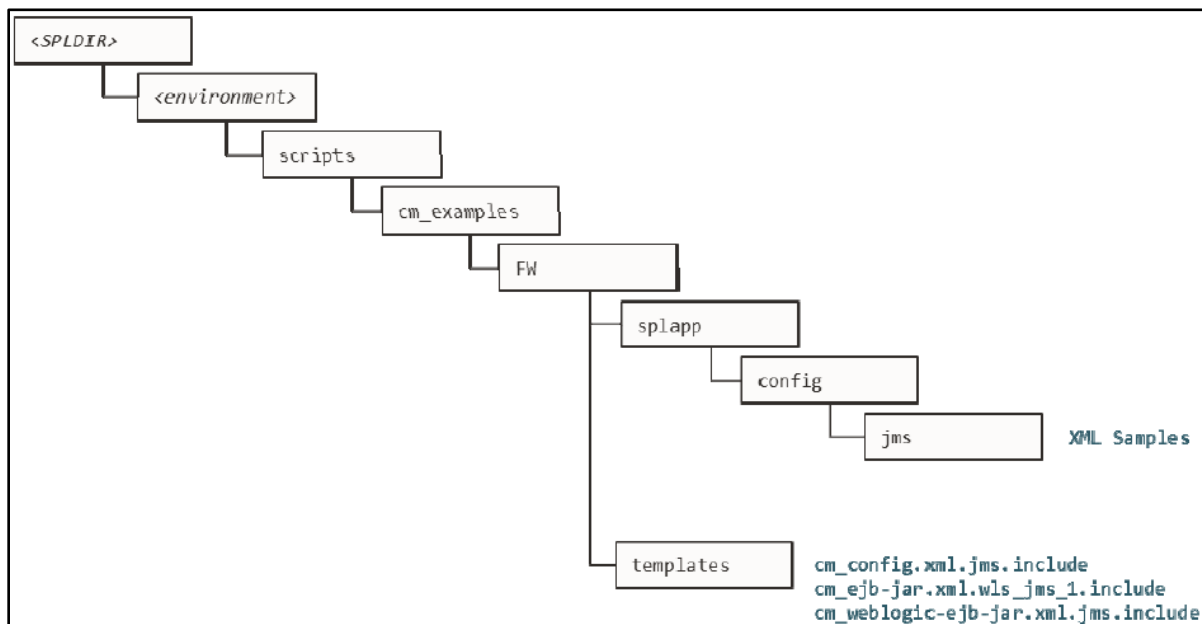 <SPLDIR>
<environment>
scripts
cm_examples
FW
splapp
config
jms XML Samples
templates cm_config.xml.jms.include
cm_ejb-jar.xml.wls_jms_1.include
cm_weblogic-ejb-jar.xml.jms.include